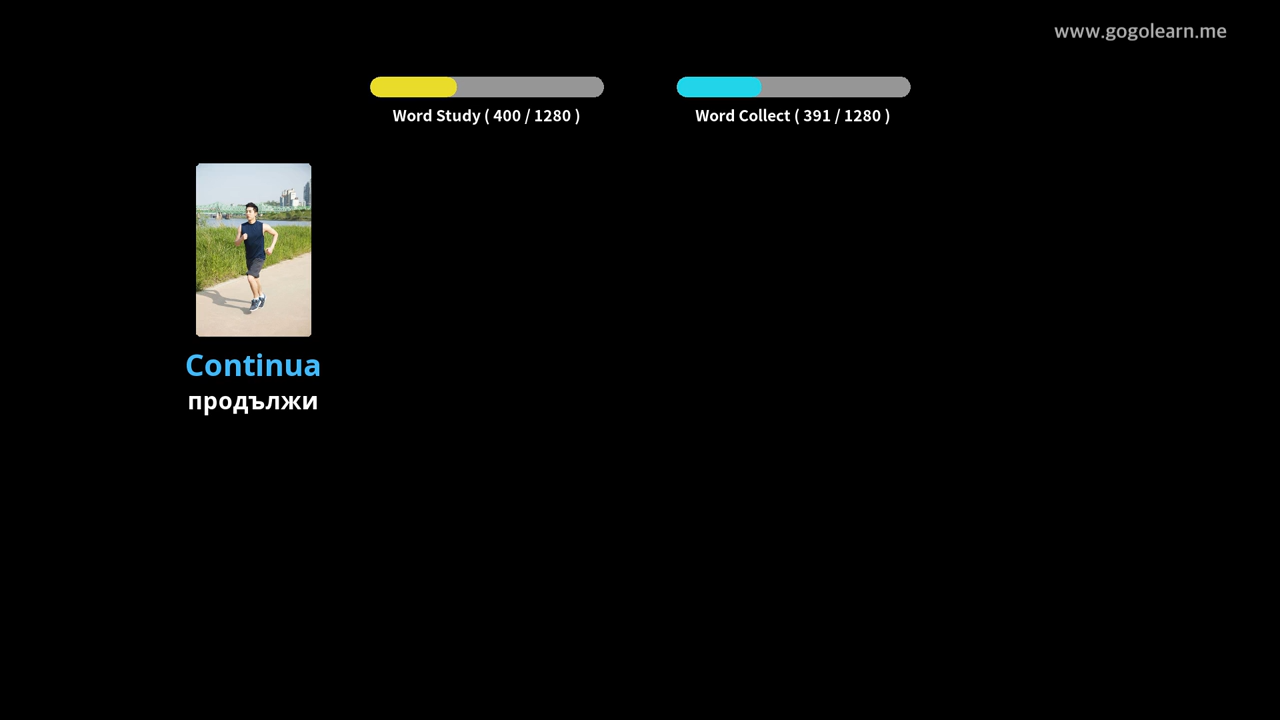 www.gogolearn.me
Word Study ( 400 / 1280 )
Word Collect ( 391 / 1280 )
Continua
продължи